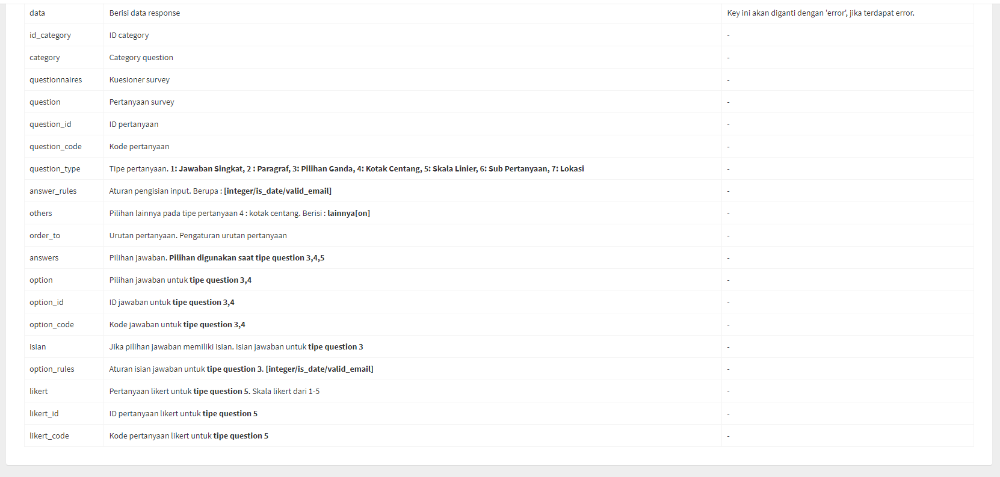 data Berisi data response Key ini akan diganti dengan 'error', jika terdapat error.
id_category ID category -
category Category question -
questionnaires Kuesioner survey -
question Pertanyaan survey -
question_id ID pertanyaan -
question_code Kode pertanyaan -
question_type Tipe pertanyaan. 1: Jawaban Singkat, 2 : Paragraf, 3: Pilihan Ganda, 4: Kotak Centang, 5: Skala Linier, 6: Sub Pertanyaan, 7: Lokasi -
answer_rules Aturan pengisian input. Berupa : [integer/is_date/valid_email] -
others Pilihan lainnya pada tipe pertanyaan 4 : kotak centang. Berisi : lainnya[on] -
order_to Urutan pertanyaan. Pengaturan urutan pertanyaan -
answers Pilihan jawaban. Pilihan digunakan saat tipe question 3,4,5 -
option Pilihan jawaban untuk tipe question 3,4 -
option_id ID jawaban untuk tipe question 3,4 -
option_code Kode jawaban untuk tipe question 3,4 -
isian Jika pilihan jawaban memiliki isian. Isian jawaban untuk tipe question 3 -
option_rules Aturan isian jawaban untuk tipe question 3. [integer/is_date/valid_email] -
likert Pertanyaan likert untuk tipe question 5. Skala likert dari 1-5 -
likert_id ID pertanyaan likert untuk tipe question 5 -
likert_code Kode pertanyaan likert untuk tipe question 5 -